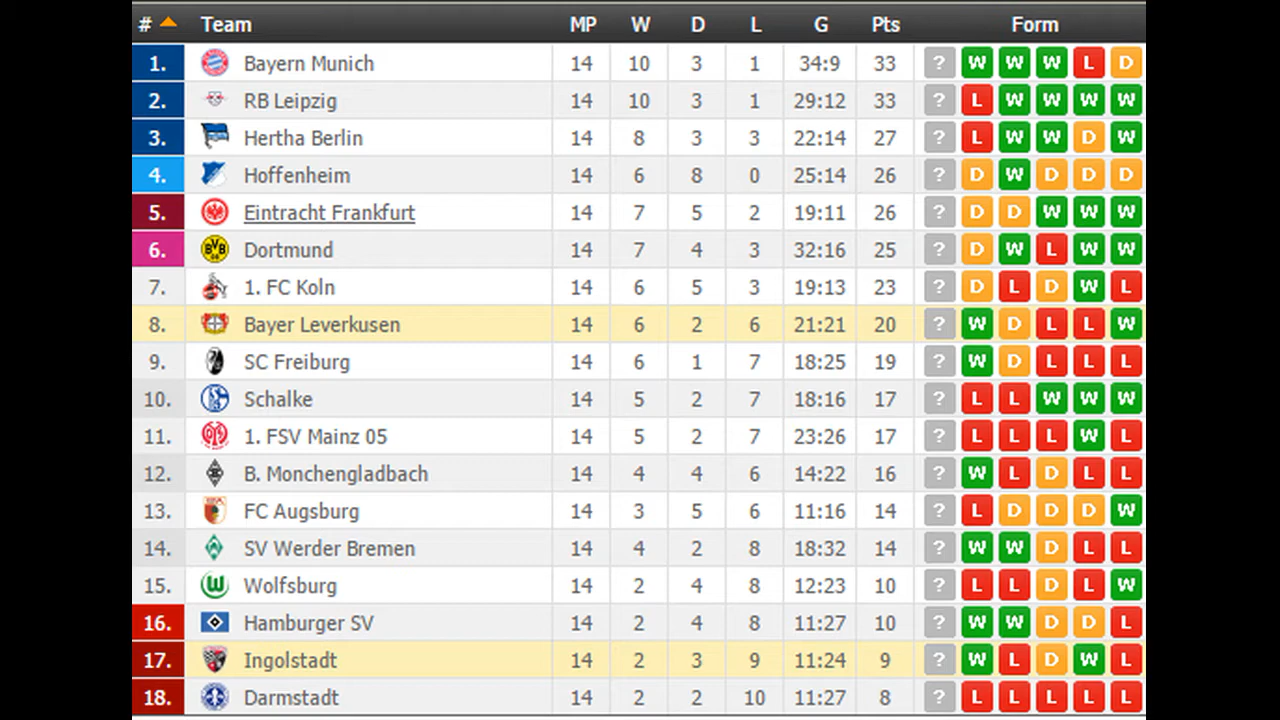 # Team MP W D L G Pts Form
1. Bayern Munich 14 10 3 1 34:9 33 ? W W W L D
2. RB Leipzig 14 10 3 1 29:12 33 ? L W W W W
3. Hertha Berlin 14 8 3 3 22:14 27 ? L W W D W
4. Hoffenheim 14 6 8 0 25:14 26 ? D W D D D
5. Eintracht Frankfurt 14 7 5 2 19:11 26 ? D D W W W
6. Dortmund 14 7 4 3 32:16 25 ? D W L W W
7. 1. FC Koln 14 6 5 3 19:13 23 ? D L D W L
8. Bayer Leverkusen 14 6 2 6 21:21 20 ? W D L L W
9. SC Freiburg 14 6 1 7 18:25 19 ? W D L L L
10. Schalke 14 5 2 7 18:16 17 ? L L W W W
11. 1. FSV Mainz 05 14 5 2 7 23:26 17 ? L L L W L
12. B. Monchengladbach 14 4 4 6 14:22 16 ? W L D L L
13. FC Augsburg 14 3 5 6 11:16 14 ? L D D D W
14. SV Werder Bremen 14 4 2 8 18:32 14 ? W W D L L
15. Wolfsburg 14 2 4 8 12:23 10 ? L L D L W
16. Hamburger SV 14 2 4 8 11:27 10 ? W W D D L
17. Ingolstadt 14 2 3 9 11:24 9 ? W L D W L
18. Darmstadt 14 2 2 10 11:27 8 ? L L L L L